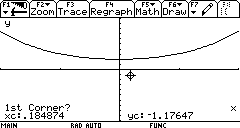 F1 F2 Zoom F3 Trace F4 Regraph F5 Math F6 Draw F7
y
1st Corner? x
xc: .184874 yc: -1.17647
MAIN RAD AUTO FUNC